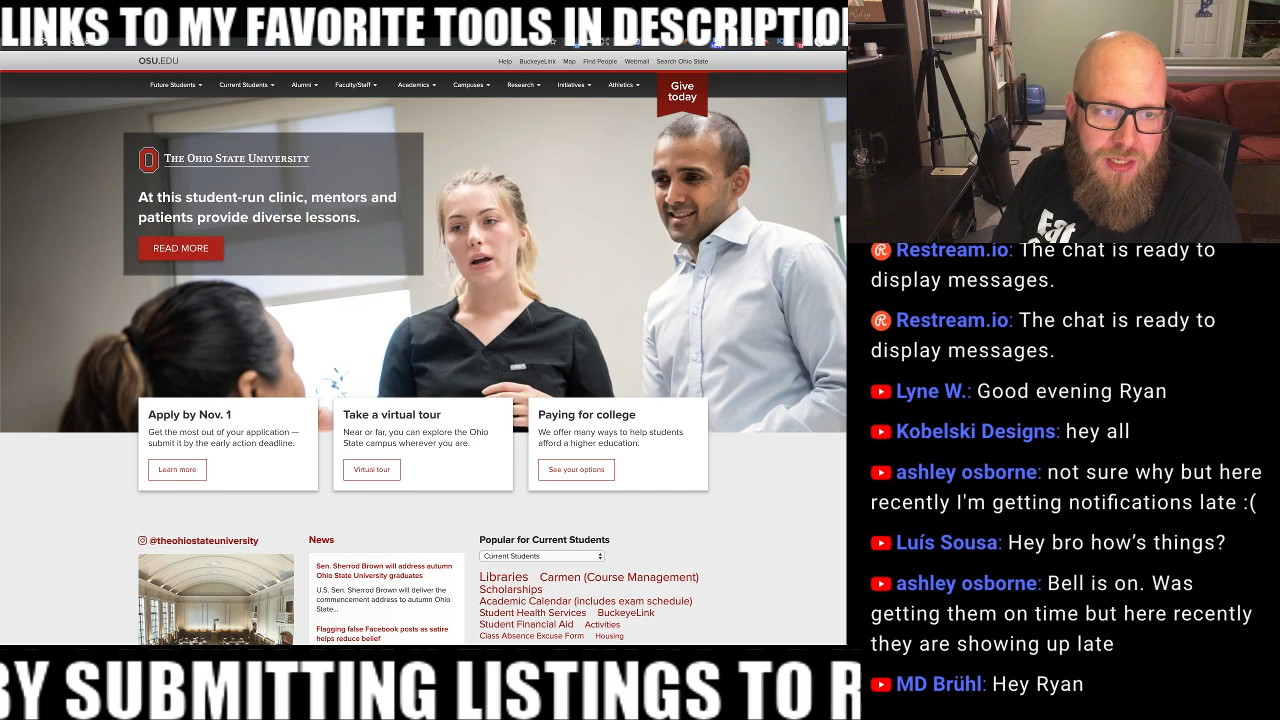 LINKS TO MY FAVORITE TOOLS IN DESCRIPTIO
OSU.EDU
Help BuckeyeLink Map Find People Webmail Search Ohio State
Future Students Current Students Alumni Faculty/Staff Academics Campuses Research Initiatives Athletics
Give
today
THE OHIO STATE UNIVERSITY
At this student-run clinic, mentors and
patients provide diverse lessons.
READ MORE
Apply by Nov. 1
Get the most out of your application —
submit it by the early action deadline.
Learn more
Take a virtual tour
Near or far, you can explore the Ohio
State campus wherever you are.
Virtual tour
Paying for college
We offer many ways to help students
afford a higher education.
See your options
@theohiostateuniversity
News
Sen. Sherrod Brown will address autumn
Ohio State University graduates
U.S. Sen. Sherrod Brown will deliver the
commencement address to autumn Ohio
State...
Flagging false Facebook posts as satire
helps reduce belief
Popular for Current Students
Current Students
Libraries Carmen (Course Management)
Scholarships
Academic Calendar (includes exam schedule)
Student Health Services BuckeyeLink
Student Financial Aid Activities
Class Absence Excuse Form Housing
BY SUBMITTING LISTINGS TO R
Eat
Restream.io: The chat is ready to
display messages.
Restream.io: The chat is ready to
display messages.
Lyne W.: Good evening Ryan
Kobelski Designs: hey all
ashley osborne: not sure why but here
recently I'm getting notifications late :(
Luís Sousa: Hey bro how’s things?
ashley osborne: Bell is on. Was
getting them on time but here recently
they are showing up late
MD Brühl: Hey Ryan